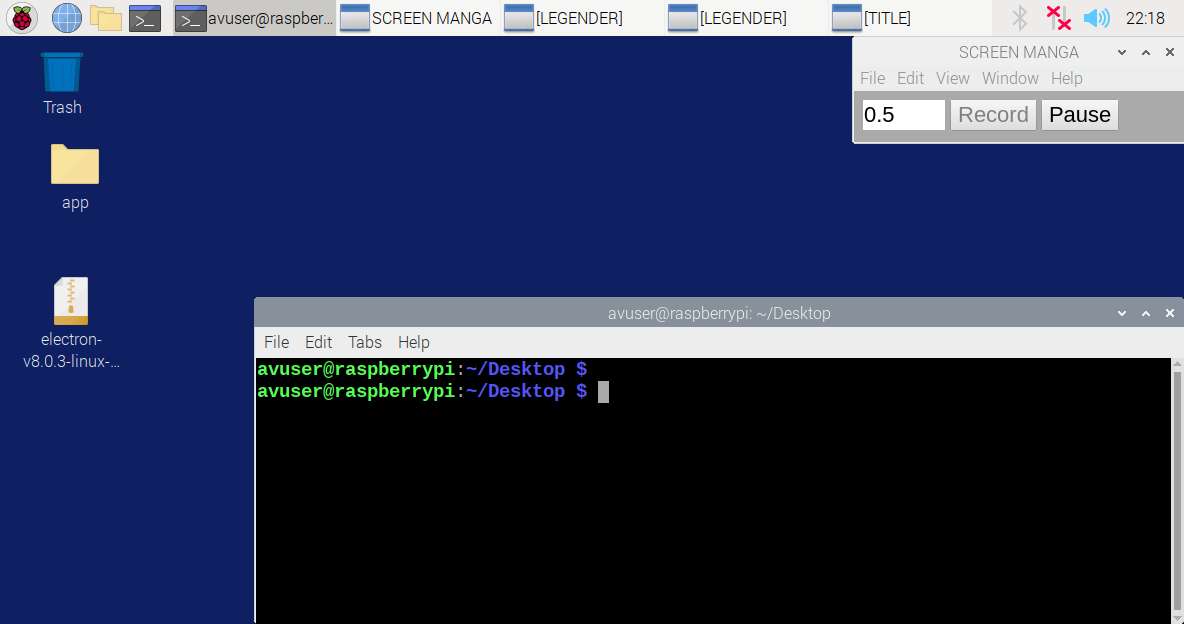 avuser@raspber... SCREEN MANGA [LEGENDER] [LEGENDER] [TITLE] 22:18
SCREEN MANGA
File Edit View Window Help
0.5 Record Pause
Trash
app
electron-
v8.0.3-linux-...
avuser@raspberrypi: ~/Desktop
File Edit Tabs Help
avuser@raspberrypi:~/Desktop $
avuser@raspberrypi:~/Desktop $